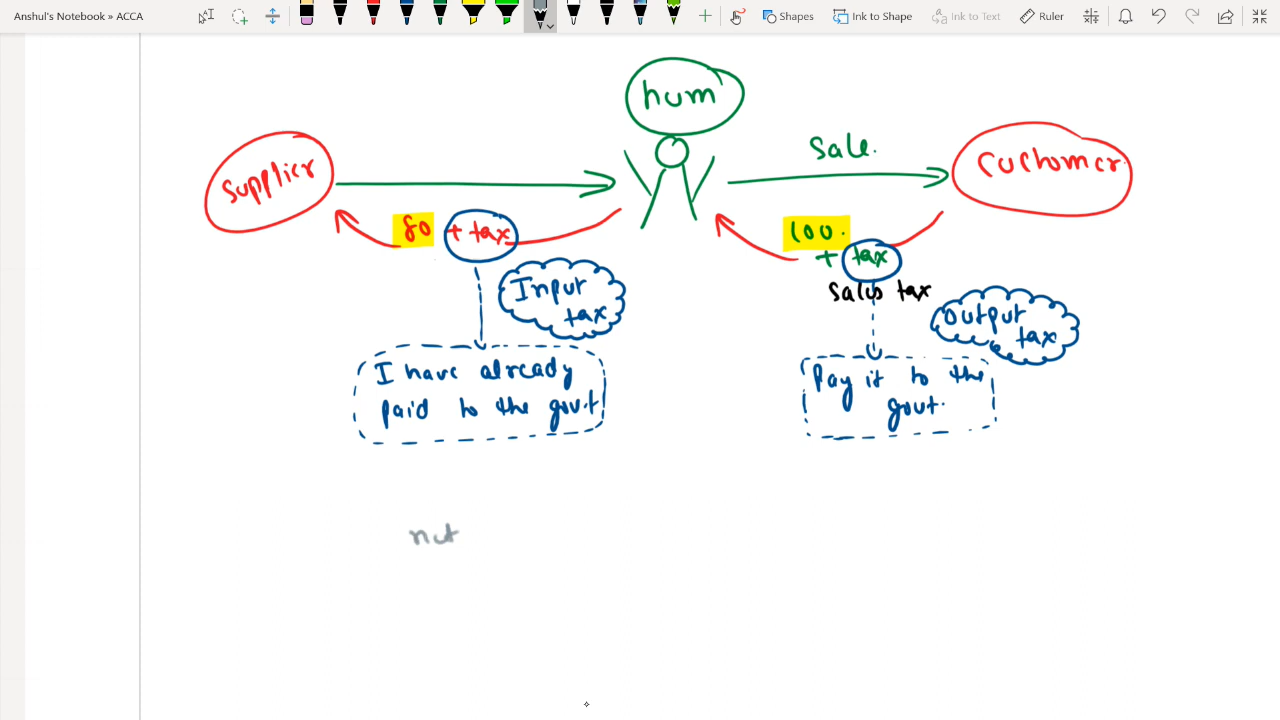 Anshul's Notebook » ACCA
Shapes
Ink to Shape
Ink to Text
Ruler
hum
supplier
sale.
customer.
80 + tax
100.
+ tax
Sales tax
Input
tax
output
tax
I have already
paid to the govt
Pay it to the
govt.
net